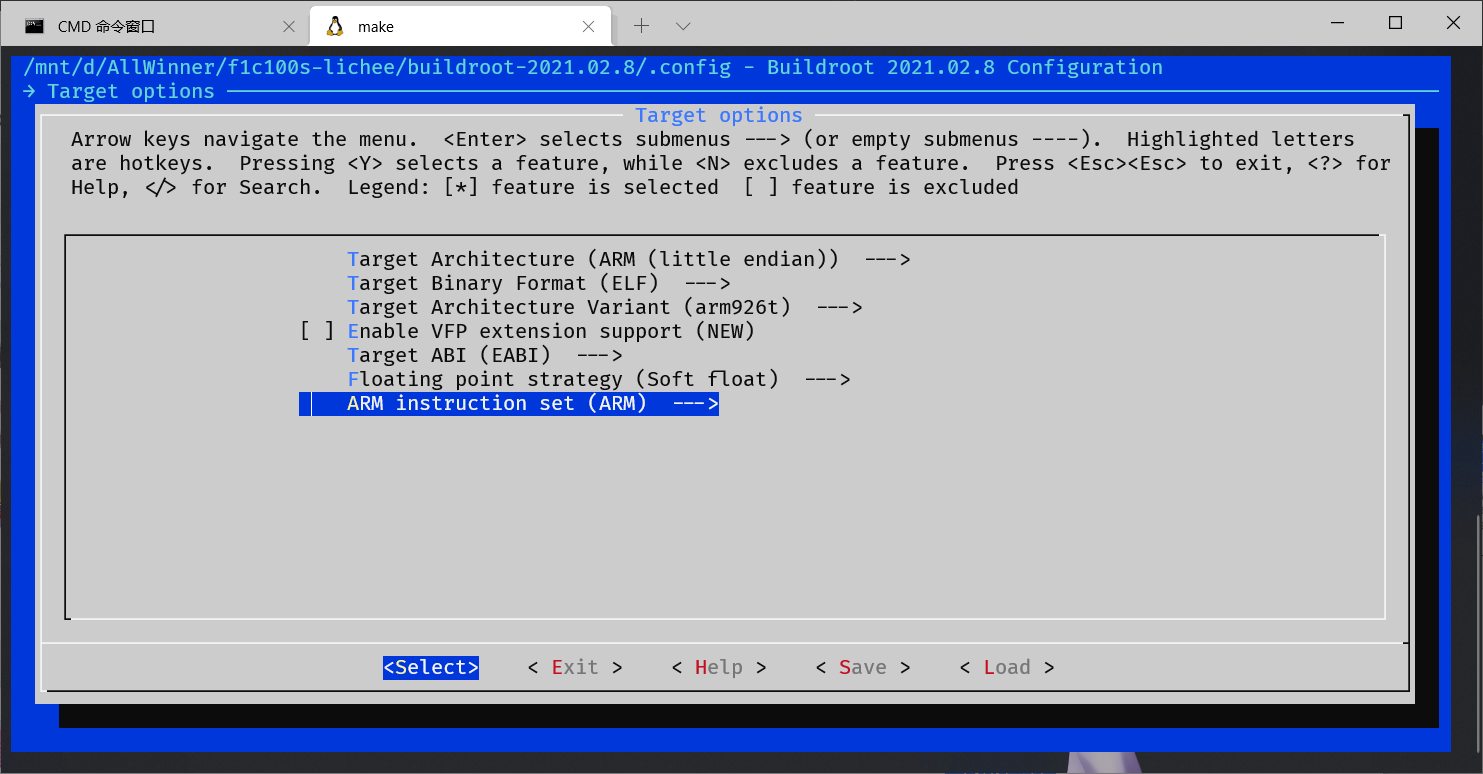 CMD 命令窗口
make
/mnt/d/AllWinner/f1c100s-lichee/buildroot-2021.02.8/.config - Buildroot 2021.02.8 Configuration
→ Target options
Target options
Arrow keys navigate the menu.  <Enter> selects submenus ---> (or empty submenus ----).  Highlighted letters
are hotkeys.  Pressing <Y> selects a feature, while <N> excludes a feature.  Press <Esc><Esc> to exit, <?> for
Help, </> for Search.  Legend: [*] feature is selected  [ ] feature is excluded
Target Architecture (ARM (little endian))  --->
Target Binary Format (ELF)  --->
Target Architecture Variant (arm926t)  --->
[ ] Enable VFP extension support (NEW)
Target ABI (EABI)  --->
Floating point strategy (Soft float)  --->
ARM instruction set (ARM)  --->
<Select>    < Exit >    < Help >    < Save >    < Load >